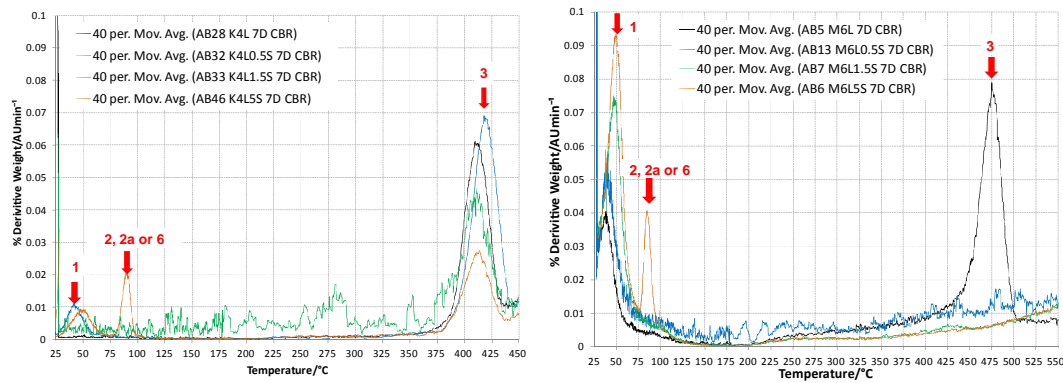 0.1
0.09
0.08
0.07
0.06
0.05
0.04
0.03
0.02
0.01
0
% Derivitive Weight/AUmin⁻¹
40 per. Mov. Avg. (AB28 K4L 7D CBR)
40 per. Mov. Avg. (AB32 K4L0.5S 7D CBR)
40 per. Mov. Avg. (AB33 K4L1.5S 7D CBR)
40 per. Mov. Avg. (AB46 K4L5S 7D CBR)
3
2, 2a or 6
1
25 50 75 100 125 150 175 200 225 250 275 300 325 350 375 400 425 450
Temperature/°C
0.1
0.09
0.08
0.07
0.06
0.05
0.04
0.03
0.02
0.01
0
% Derivitive Weight/AUmin⁻¹
1
40 per. Mov. Avg. (AB5 M6L 7D CBR)
40 per. Mov. Avg. (AB13 M6L0.5S 7D CBR)
40 per. Mov. Avg. (AB7 M6L1.5S 7D CBR)
40 per. Mov. Avg. (AB6 M6L5S 7D CBR)
3
2, 2a or 6
25 50 75 100 125 150 175 200 225 250 275 300 325 350 375 400 425 450 475 500 525 550
Temperature/°C